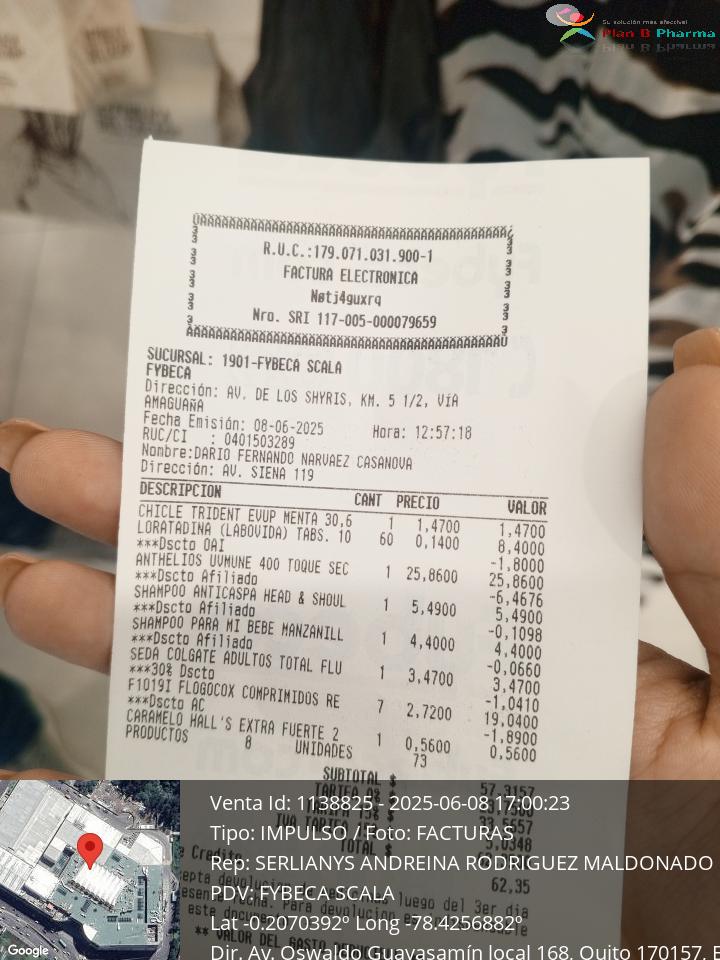 Su solución más efectiva!
Plan B Pharma
R.U.C.:179.071.031.900-1
FACTURA ELECTRONICA
Nøtj4guxrq
Nro. SRI 117-005-000079659
SUCURSAL: 1901-FYBECA SCALA
FYBECA
Dirección: AV. DE LOS SHYRIS, KM. 5 1/2, VíA
AMAGUAñA
Fecha Emisión: 08-06-2025 Hora: 12:57:18
RUC/CI : 0401503289
Nombre:DARIO FERNANDO NARVAEZ CASANOVA
Dirección: AV. SIENA 119
DESCRIPCION CANT PRECIO VALOR
CHICLE TRIDENT EVUP MENTA 30,6 1 1,4700 1,4700
LORATADINA (LABOVIDA) TABS. 10 60 0,1400 8,4000
***Dscto OAI -1,8000
ANTHELIOS UVMUNE 400 TOQUE SEC 1 25,8600 25,8600
***Dscto Afiliado -6,4676
SHAMPOO ANTICASPA HEAD & SHOUL 1 5,4900 5,4900
***Dscto Afiliado -0,1098
SHAMPOO PARA MI BEBE MANZANILL 1 4,4000 4,4000
***Dscto Afiliado -0,0660
SEDA COLGATE ADULTOS TOTAL FLU 1 3,4700 3,4700
***30% Dscto -1,0410
F1019I FLOGOCOX COMPRIMIDOS RE 7 2,7200 19,0400
***Dscto AC -1,8900
CARAMELO HALL'S EXTRA FUERTE 2 1 0,5600 0,5600
PRODUCTOS 8 UNIDADES 73
SUBTOTAL $ 57,3157
TOTAL $
62,35
Venta Id: 1138825 - 2025-06-08 17:00:23
Tipo: IMPULSO / Foto: FACTURAS
Rep: SERLIANYS ANDREINA RODRIGUEZ MALDONADO
PDV: FYBECA SCALA
Lat -0.2070392° Long -78.4256882°
Dir. Av. Oswaldo Guayasamín local 168, Quito 170157, E
Google